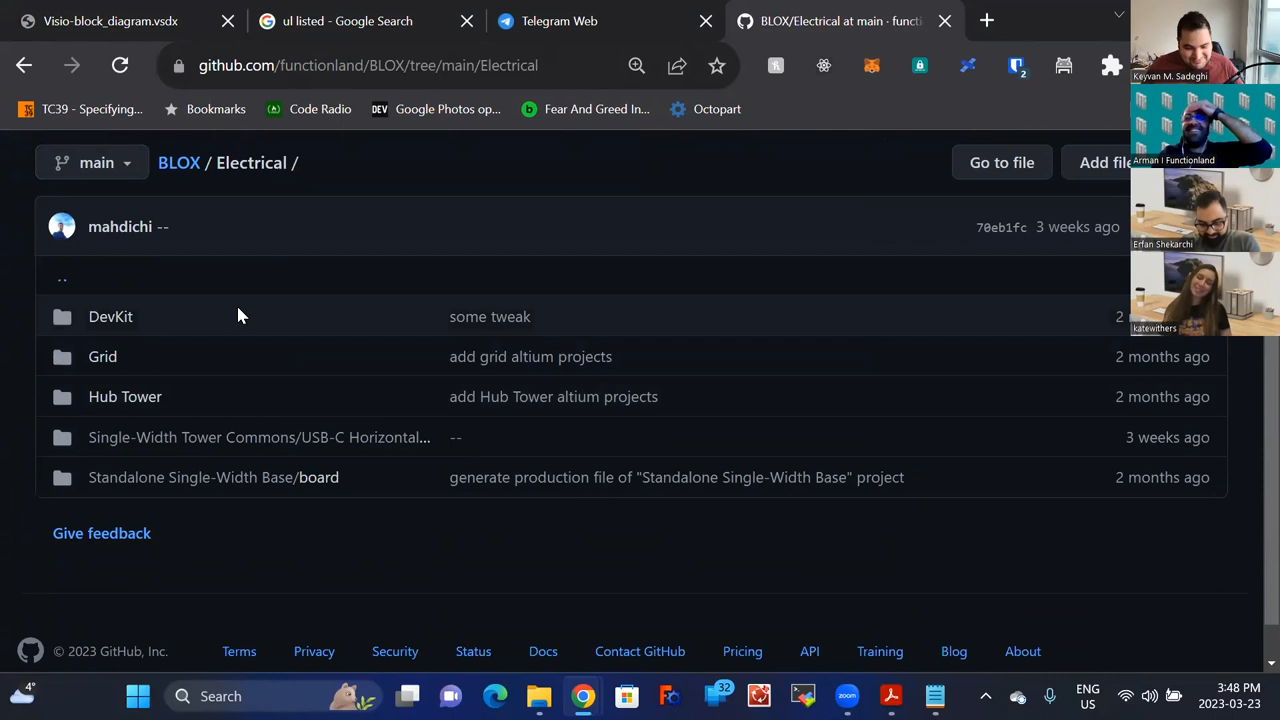 Visio-block_diagram.vsdx
ul listed - Google Search
Telegram Web
BLOX/Electrical at main · functi
github.com/functionland/BLOX/tree/main/Electrical
2
TC39 - Specifying...
Bookmarks
Code Radio
DEV
Google Photos op...
Fear And Greed In...
Octopart
main
BLOX / Electrical /
Go to file
Add file
mahdichi --
70eb1fc 3 weeks ago
..
DevKit
some tweak
2
Grid
add grid altium projects
2 months ago
Hub Tower
add Hub Tower altium projects
2 months ago
Single-Width Tower Commons/USB-C Horizontal...
--
3 weeks ago
Standalone Single-Width Base/board
generate production file of "Standalone Single-Width Base" project
2 months ago
Give feedback
© 2023 GitHub, Inc.
Terms
Privacy
Security
Status
Docs
Contact GitHub
Pricing
API
Training
Blog
About
Keyvan M. Sadeghi
Arman | Functionland
Erfan Shekarchi
katewithers
4°
Search
32
zoom
ENG
US
3:48 PM
2023-03-23